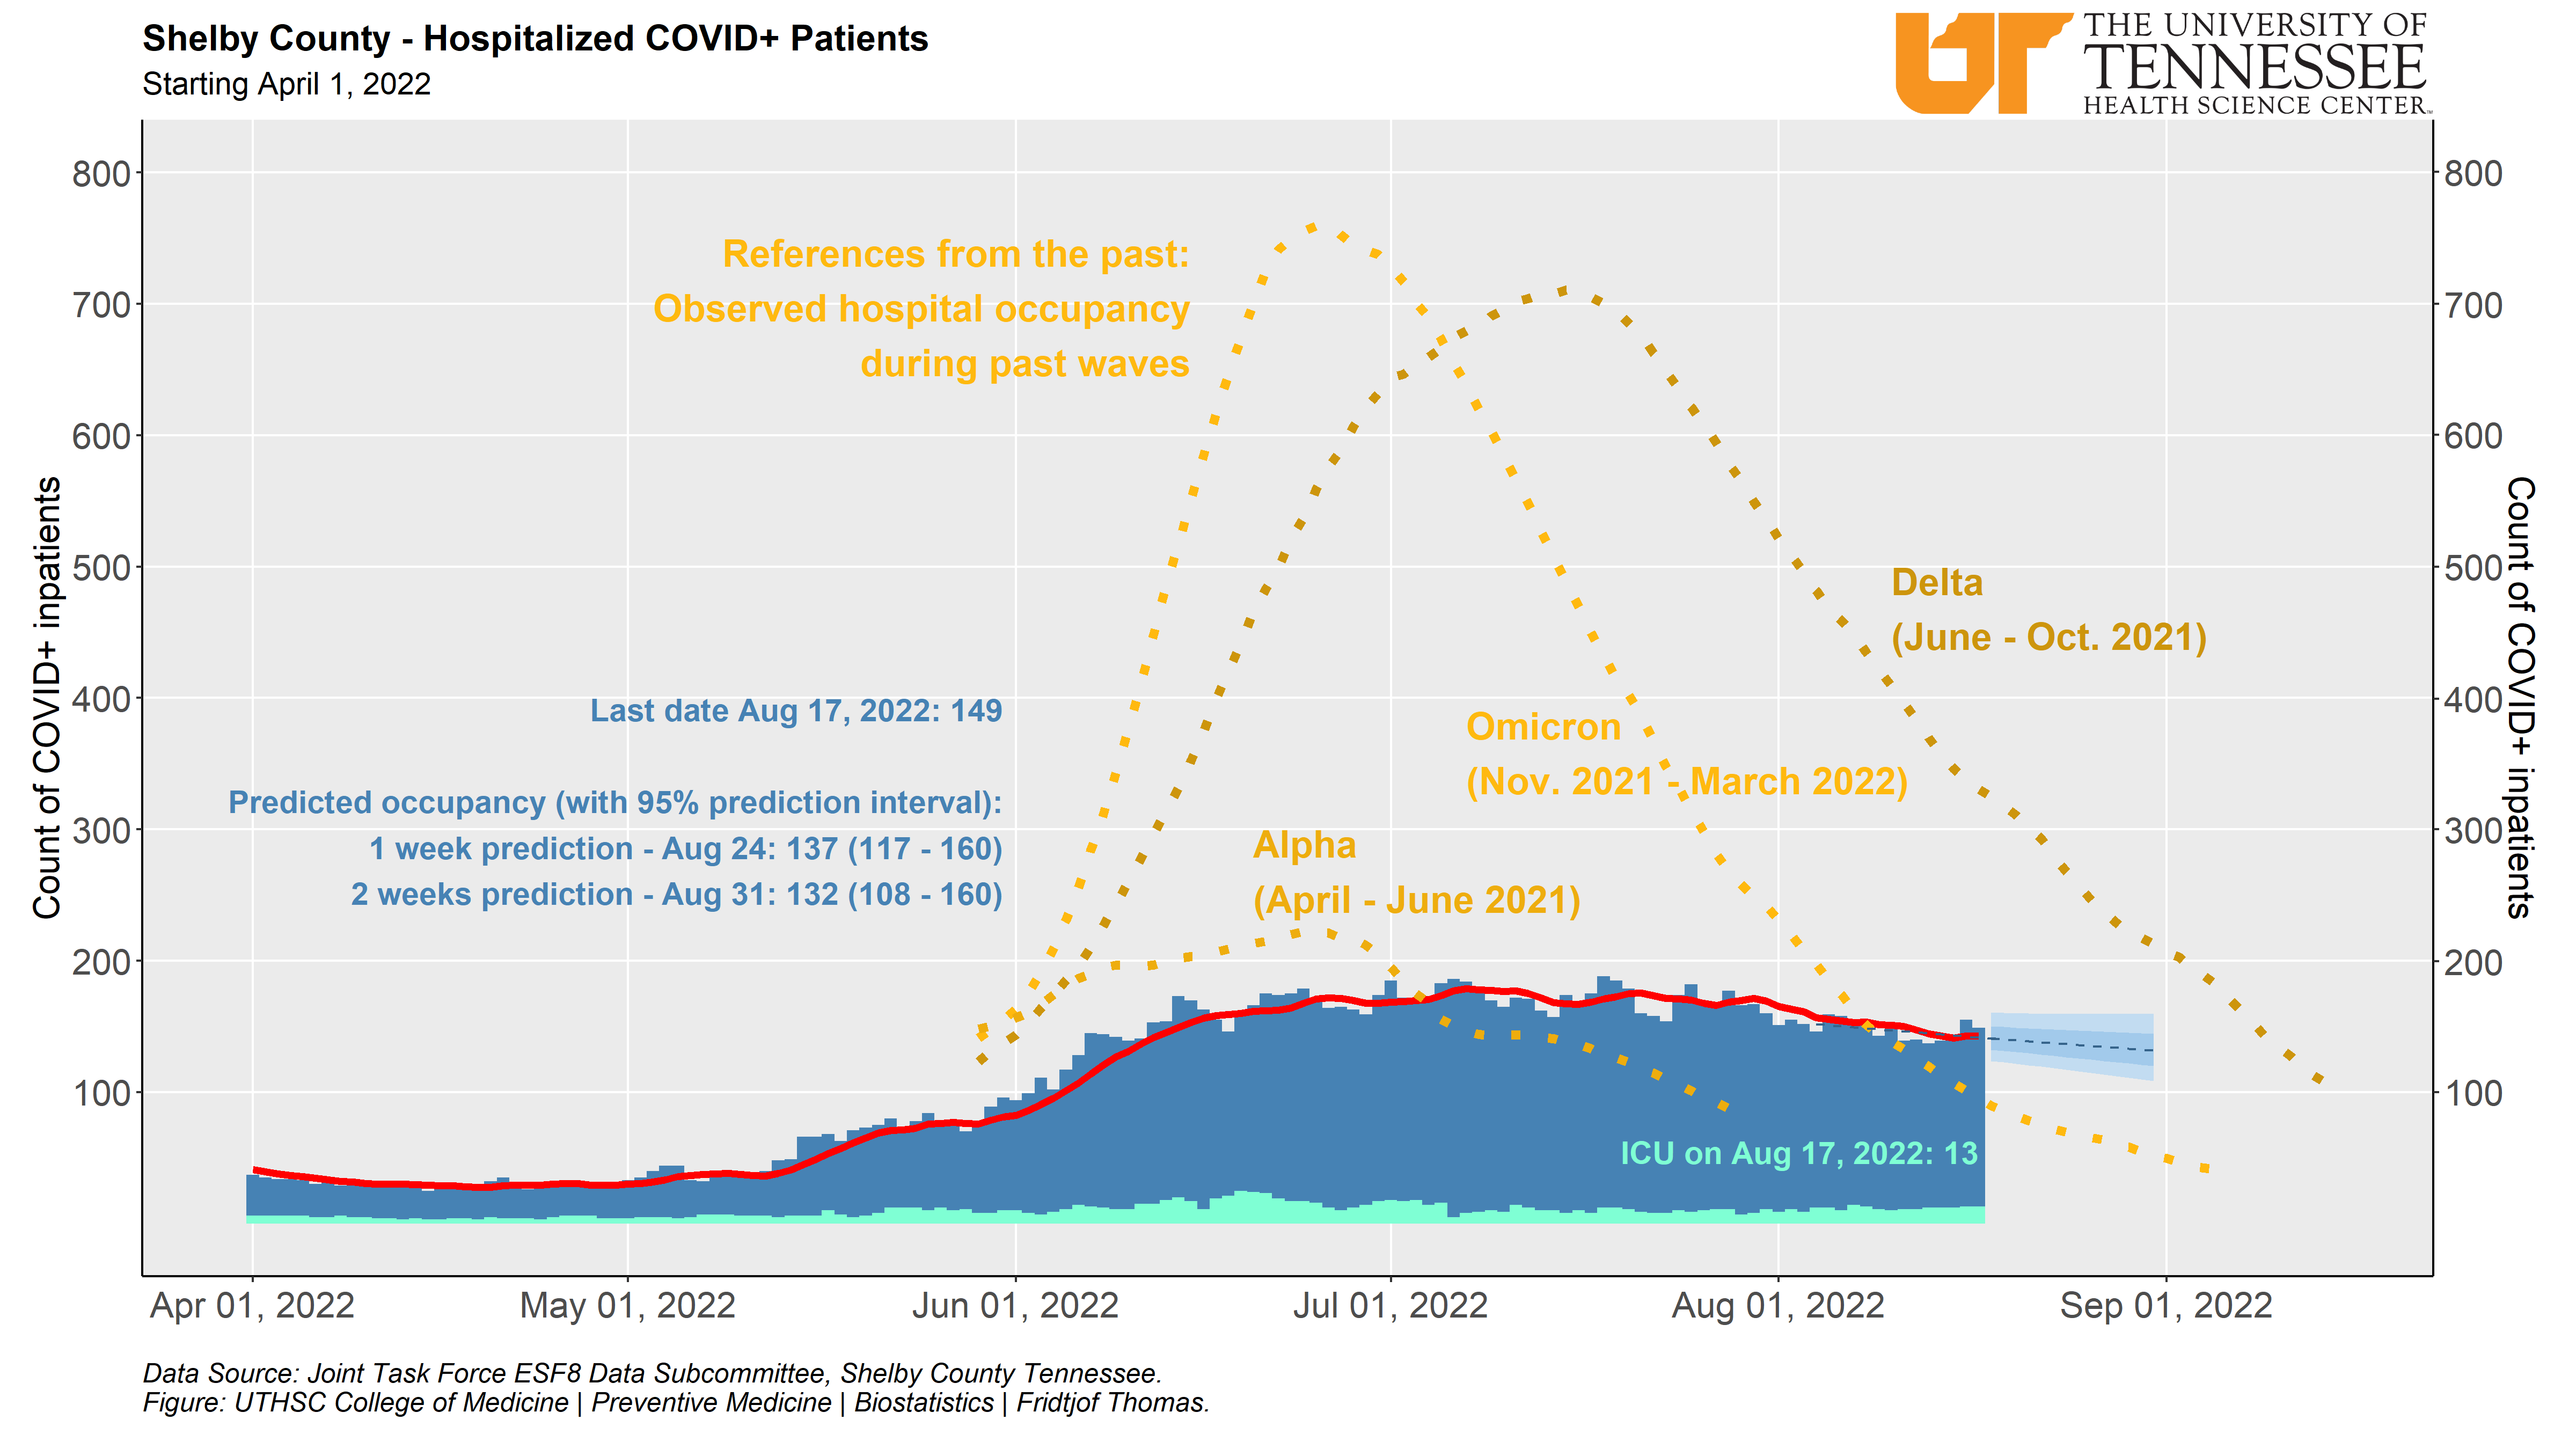 Shelby County - Hospitalized COVID+ Patients
Starting April 1, 2022
THE UNIVERSITY OF
TENNESSEE
HEALTH SCIENCE CENTER™
UT
Count of COVID+ inpatients
800
700
600
500
400
300
200
100
References from the past:
Observed hospital occupancy
during past waves
Last date Aug 17, 2022: 149
Predicted occupancy (with 95% prediction interval):
1 week prediction - Aug 24: 137 (117 - 160)
2 weeks prediction - Aug 31: 132 (108 - 160)
Delta
(June - Oct. 2021)
Omicron
(Nov. 2021 - March 2022)
Alpha
(April - June 2021)
ICU on Aug 17, 2022: 13
800
700
600
500
400
300
200
100
Count of COVID+ inpatients
Apr 01, 2022
May 01, 2022
Jun 01, 2022
Jul 01, 2022
Aug 01, 2022
Sep 01, 2022
Data Source: Joint Task Force ESF8 Data Subcommittee, Shelby County Tennessee.
Figure: UTHSC College of Medicine | Preventive Medicine | Biostatistics | Fridtjof Thomas.